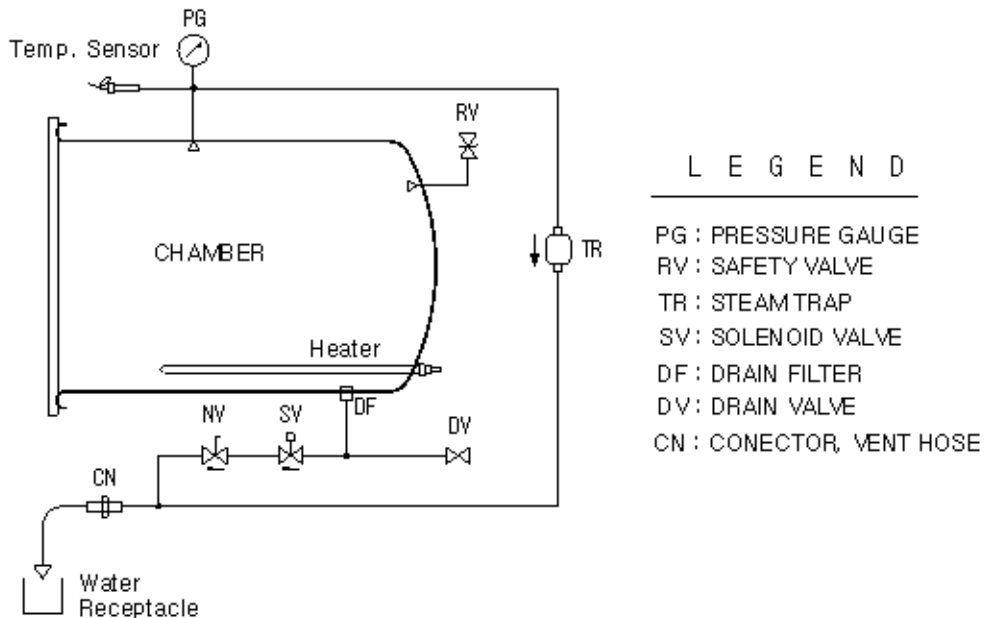 PG
Temp. Sensor
RV
CHAMBER
TR
Heater
DF
NV
SV
DV
CN
Water
Receptacle
L E G E N D
PG : PRESSURE GAUGE
RV : SAFETY VALVE
TR : STEAM TRAP
SV : SOLENOID VALVE
DF : DRAIN FILTER
DV : DRAIN VALVE
CN : CONECTOR, VENT HOSE